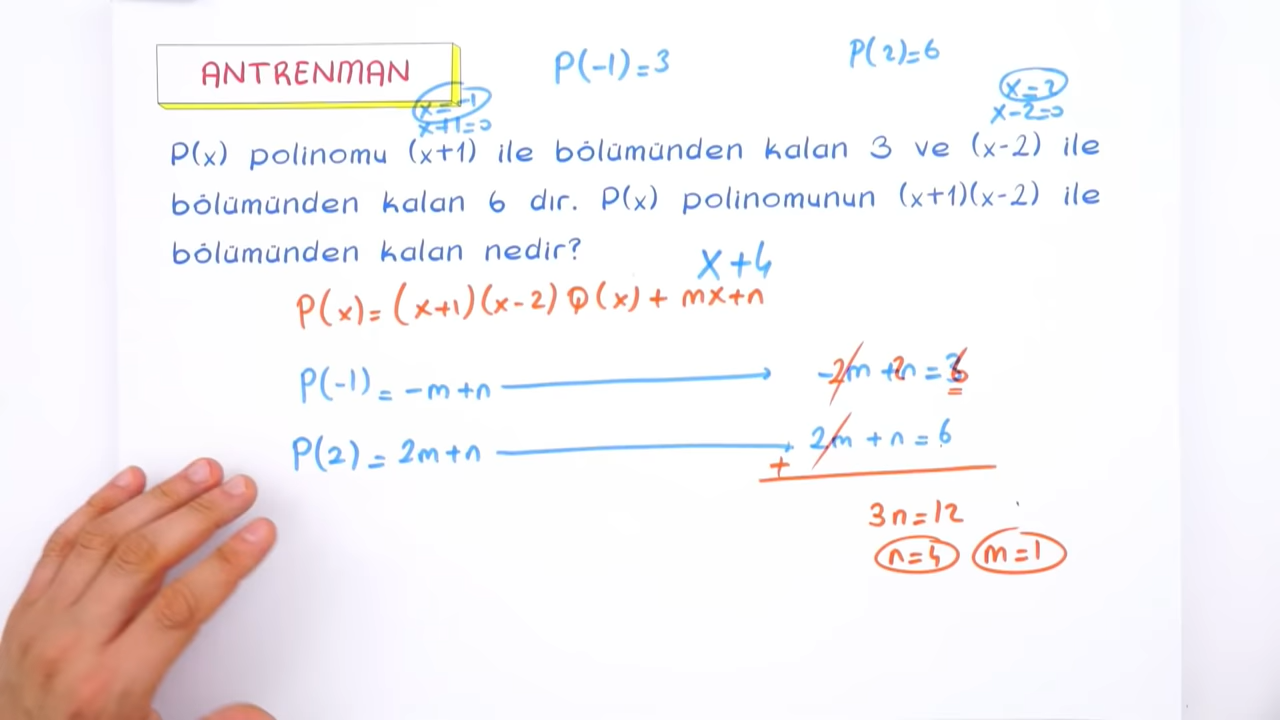 ANTRENMAN
P(-1)=3
P(2)=6
x=-1
x+1=0
x=2
x-2=0
P(x) polinomu (x+1) ile bölümünden kalan 3 ve (x-2) ile
bölümünden kalan 6 dır. P(x) polinomunun (x+1)(x-2) ile
bölümünden kalan nedir?
x+4
P(x)=(x+1)(x-2)Q(x)+mx+n
P(-1)=-m+n
-2m+2n=6
P(2)=2m+n
2m+n=6
+
3n=12
n=4 m=1